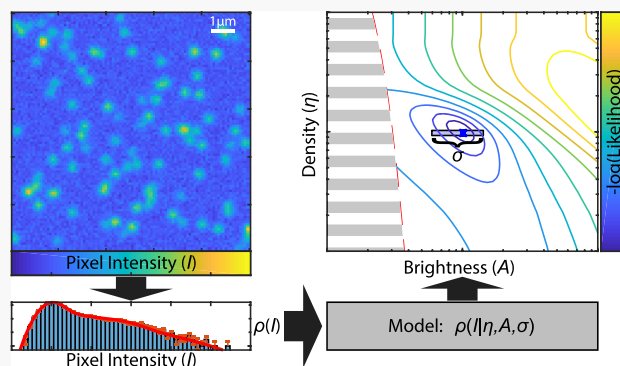 1μm
Pixel Intensity (I)
ρ(I)
Pixel Intensity (I)
Density (η)
σ
Brightness (A)
-log(Likelihood)
Model: ρ(I|η,A,σ)